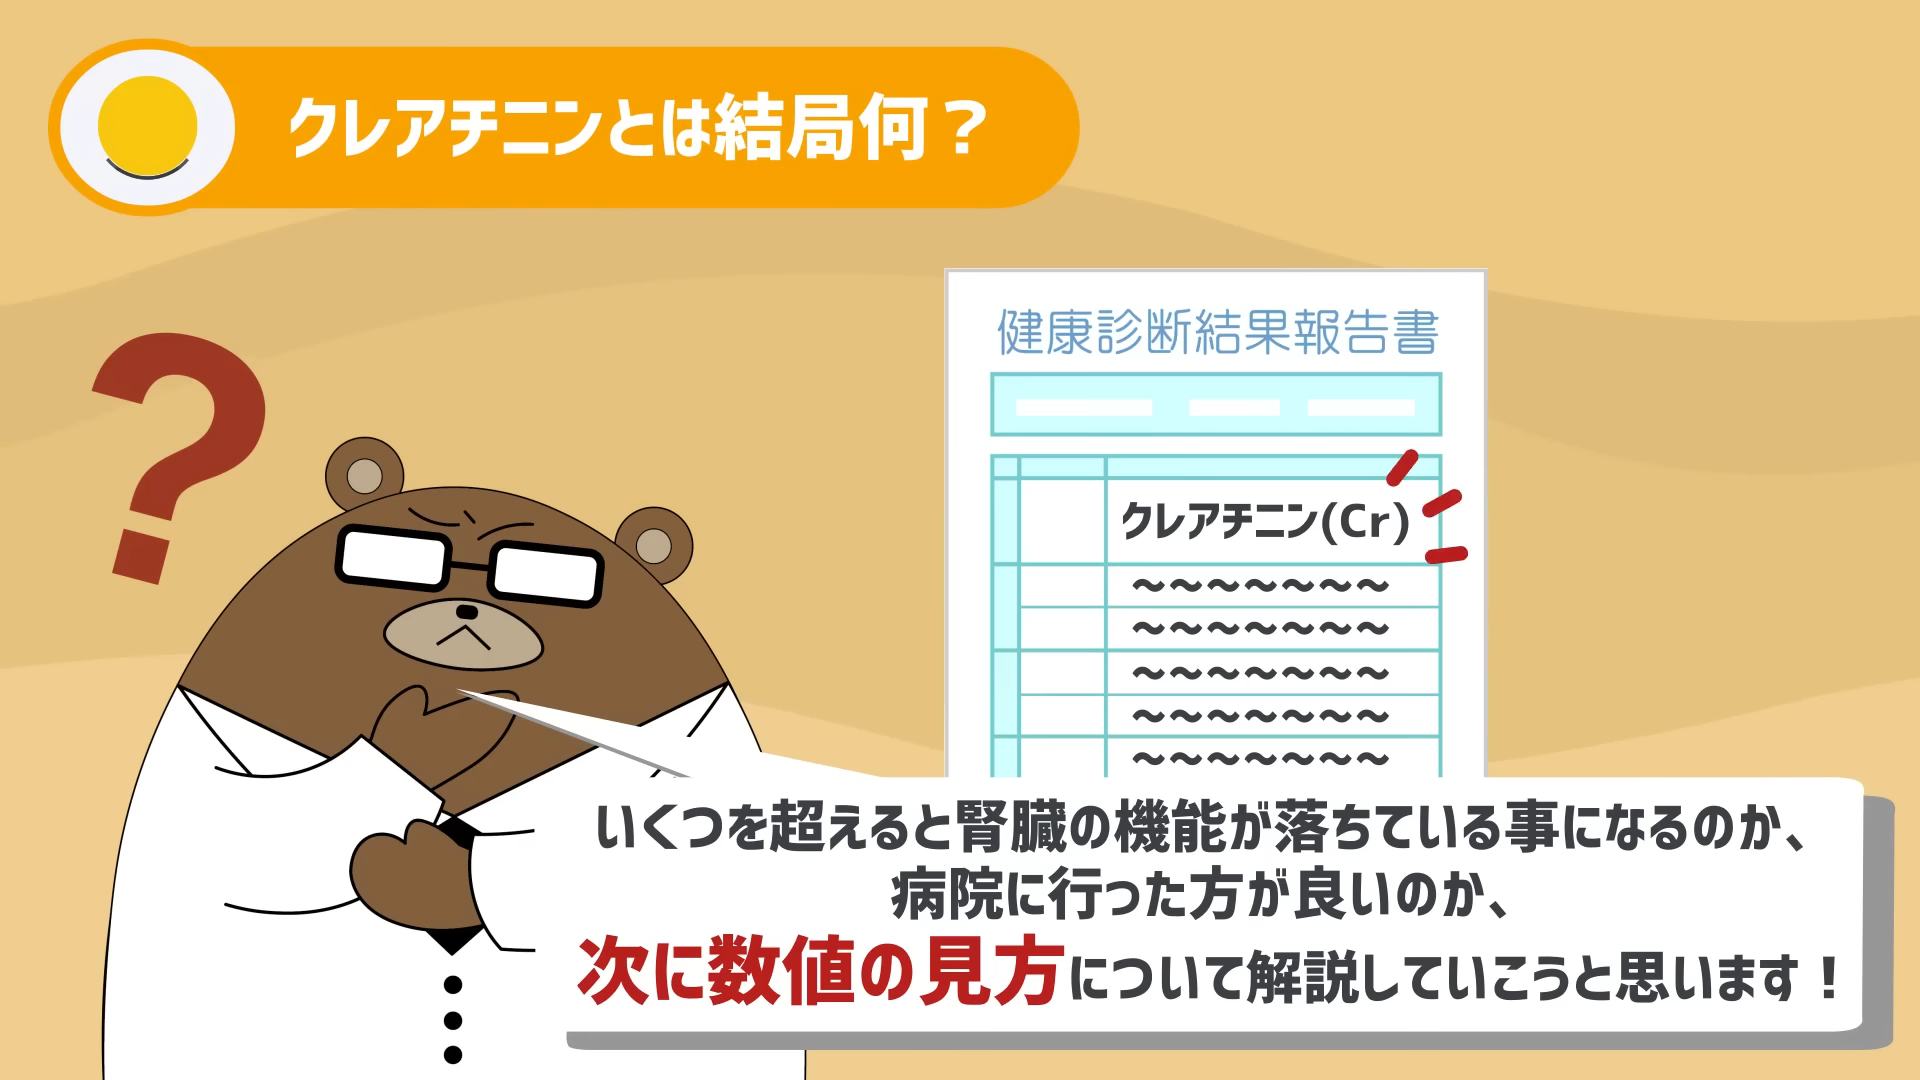 クレアチニンとは結局何？
?
健康診断結果報告書
クレアチニン(Cr)
〜〜〜〜〜〜〜
〜〜〜〜〜〜〜
〜〜〜〜〜〜〜
〜〜〜〜〜〜〜
〜〜〜〜〜〜〜
いくつを超えると腎臓の機能が落ちている事になるのか、
病院に行った方が良いのか、
次に数値の見方について解説していこうと思います！